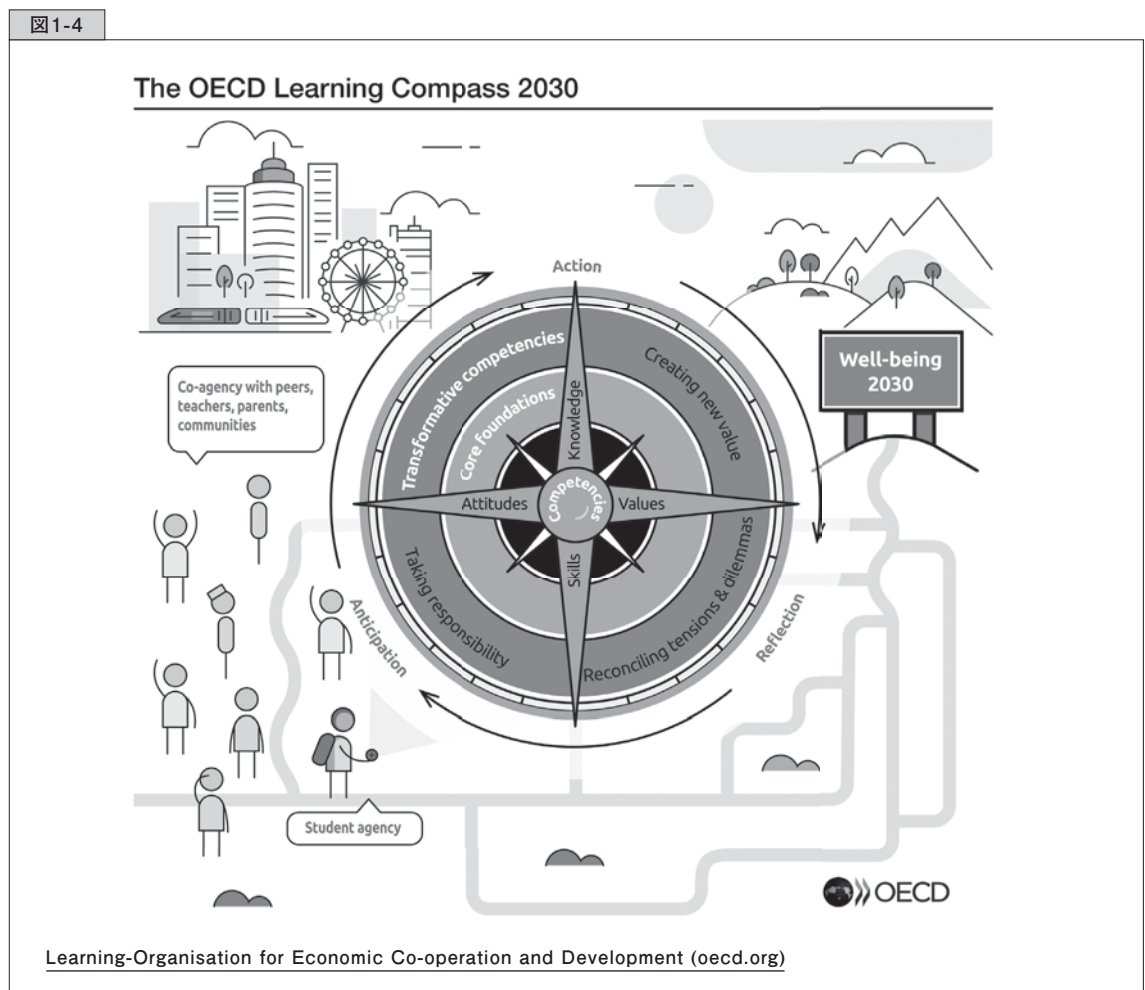 図1-4
The OECD Learning Compass 2030
Action
Well-being
2030
Co-agency with peers,
teachers, parents,
communities
Transformative competencies
Creating new value
Core foundations
Knowledge
Attitudes
Competencies
Values
Skills
Taking responsibility
Reconciling tensions & dilemmas
Anticipation
Reflection
Student agency
OECD
Learning-Organisation for Economic Co-operation and Development (oecd.org)